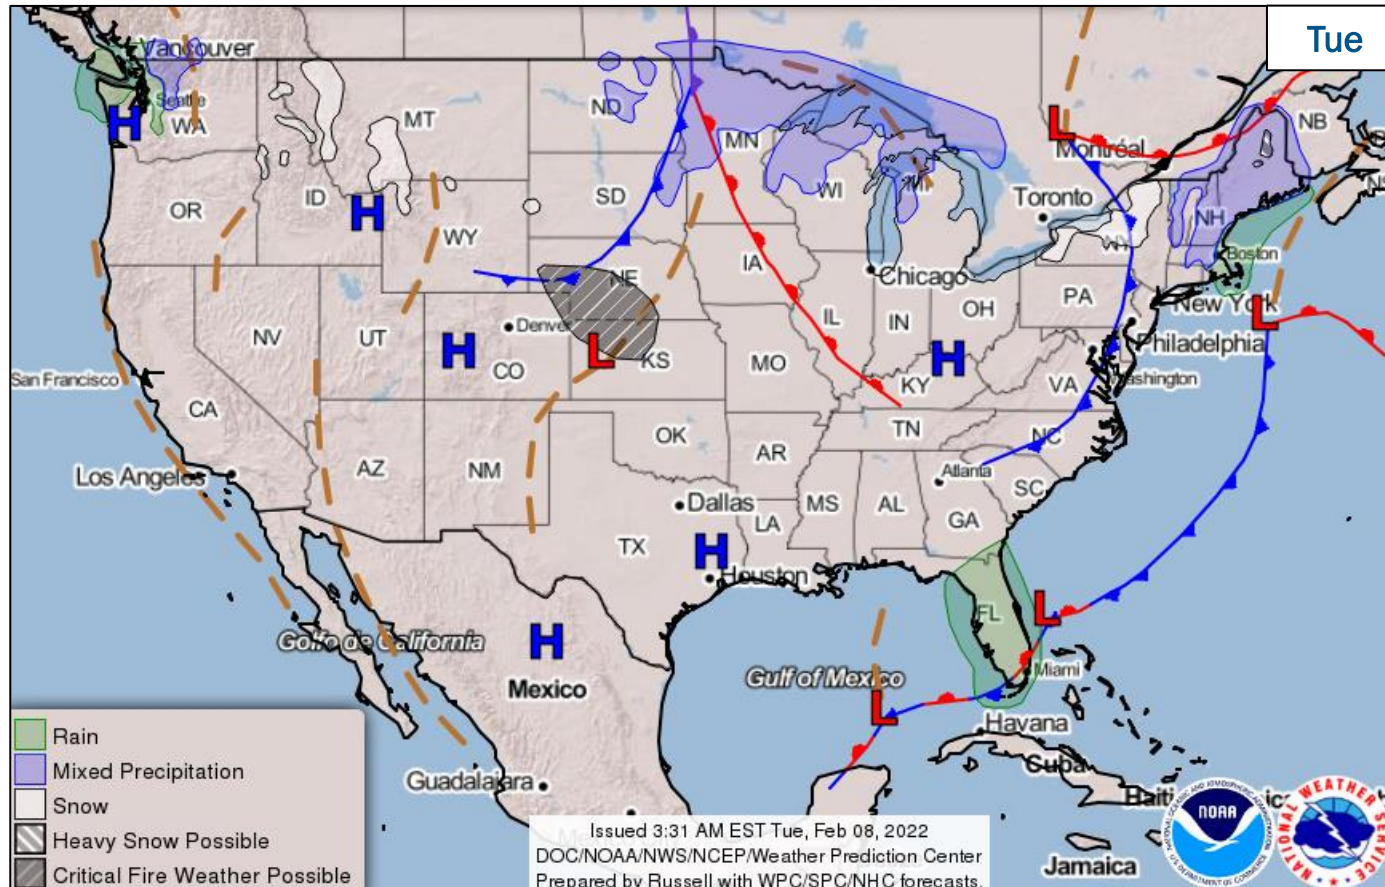 Tue
Vancouver
Seattle
WA
MT
ND
MN
Montréal
NB
OR
ID
SD
WI
MI
Toronto
NH
NY
WY
Boston
IA
NE
Chicago
PA
New York
OH
NV
UT
Denver
IL
IN
Philadelphia
San Francisco
CO
KS
MO
KY
VA
Washington
CA
TN
NC
OK
AR
Los Angeles
AZ
NM
Atlanta
SC
Dallas
MS
AL
GA
LA
TX
Houston
FL
Golfo de California
Gulf of Mexico
Miami
Mexico
Havana
Cuba
Guadalajara
Haiti
Jamaica
H
H
H
H
H
H
L
L
L
L
L
Rain
Mixed Precipitation
Snow
Heavy Snow Possible
Critical Fire Weather Possible
Issued 3:31 AM EST Tue, Feb 08, 2022
DOC/NOAA/NWS/NCEP/Weather Prediction Center
Prepared by Russell with WPC/SPC/NHC forecasts.
NOAA
NATIONAL WEATHER SERVICE